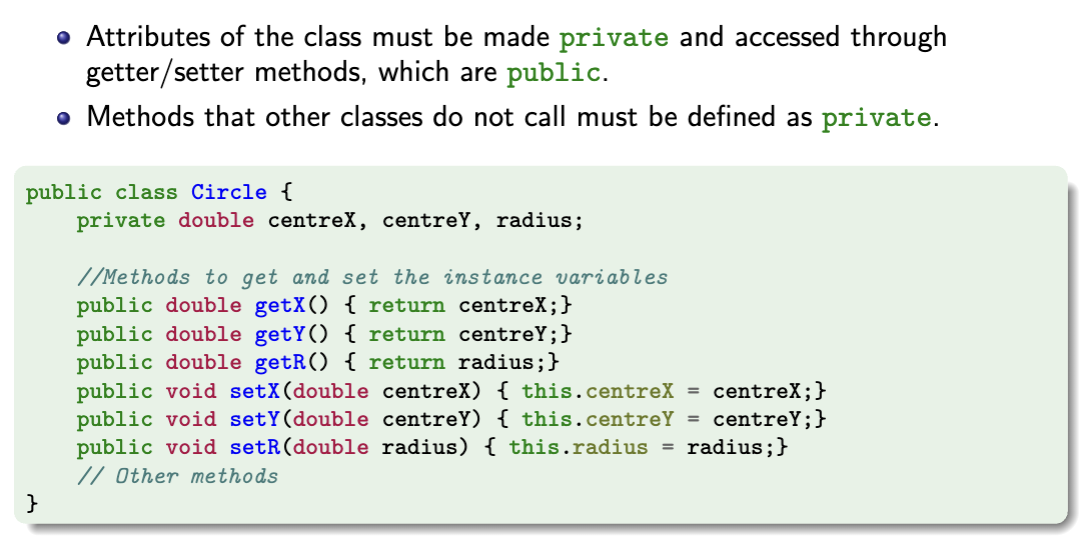 Attributes of the class must be made private and accessed through
getter/setter methods, which are public.
Methods that other classes do not call must be defined as private.
public class Circle {
    private double centreX, centreY, radius;

    //Methods to get and set the instance variables
    public double getX() { return centreX;}
    public double getY() { return centreY;}
    public double getR() { return radius;}
    public void setX(double centreX) { this.centreX = centreX;}
    public void setY(double centreY) { this.centreY = centreY;}
    public void setR(double radius) { this.radius = radius;}
    // Other methods
}